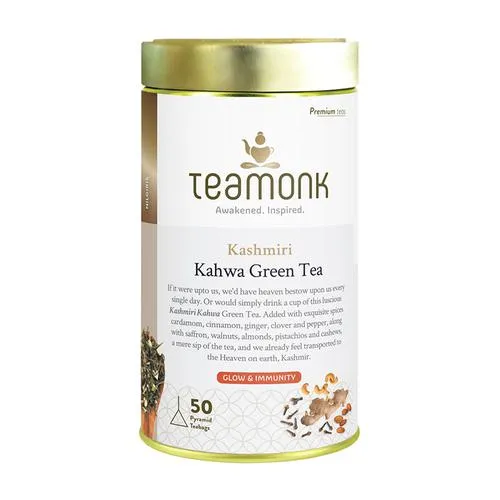 Premium teas
teamonk
Awakened. Inspired.
Kashmiri
Kahwa Green Tea
If it were upto us, we'd have heaven bestow upon us every
single day. Or would simply drink a cup of this luscious
Kashmiri Kahwa Green Tea. Added with exquisite spices
cardamom, cinnamon, ginger, clover and pepper, along
with saffron, walnuts, almonds, pistachios and cashews,
a mere sip of the tea, and we already feel transported to
the Heaven on earth, Kashmir.
GLOW & IMMUNITY
50
Pyramid
Teabags